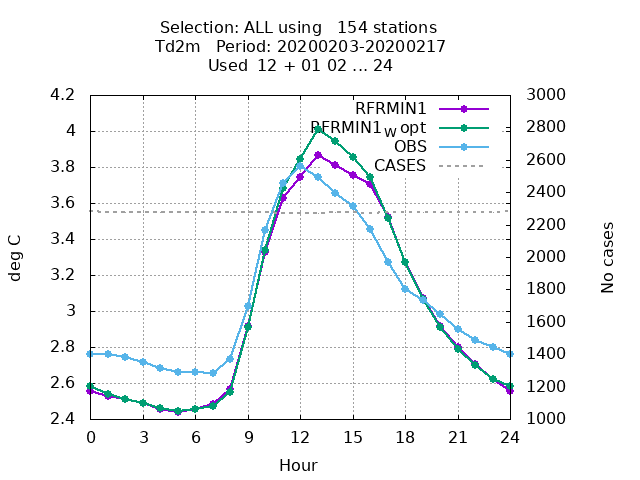 Selection: ALL using   154 stations
Td2m   Period: 20200203-20200217
Used  12 + 01 02 ... 24
RFRMIN1
RFRMIN1w opt
OBS
CASES
deg C
4.2
4
3.8
3.6
3.4
3.2
3
2.8
2.6
2.4
3000
2800
2600
2400
2200
2000
1800
1600
1400
1200
1000
No cases
0 3 6 9 12 15 18 21 24
Hour